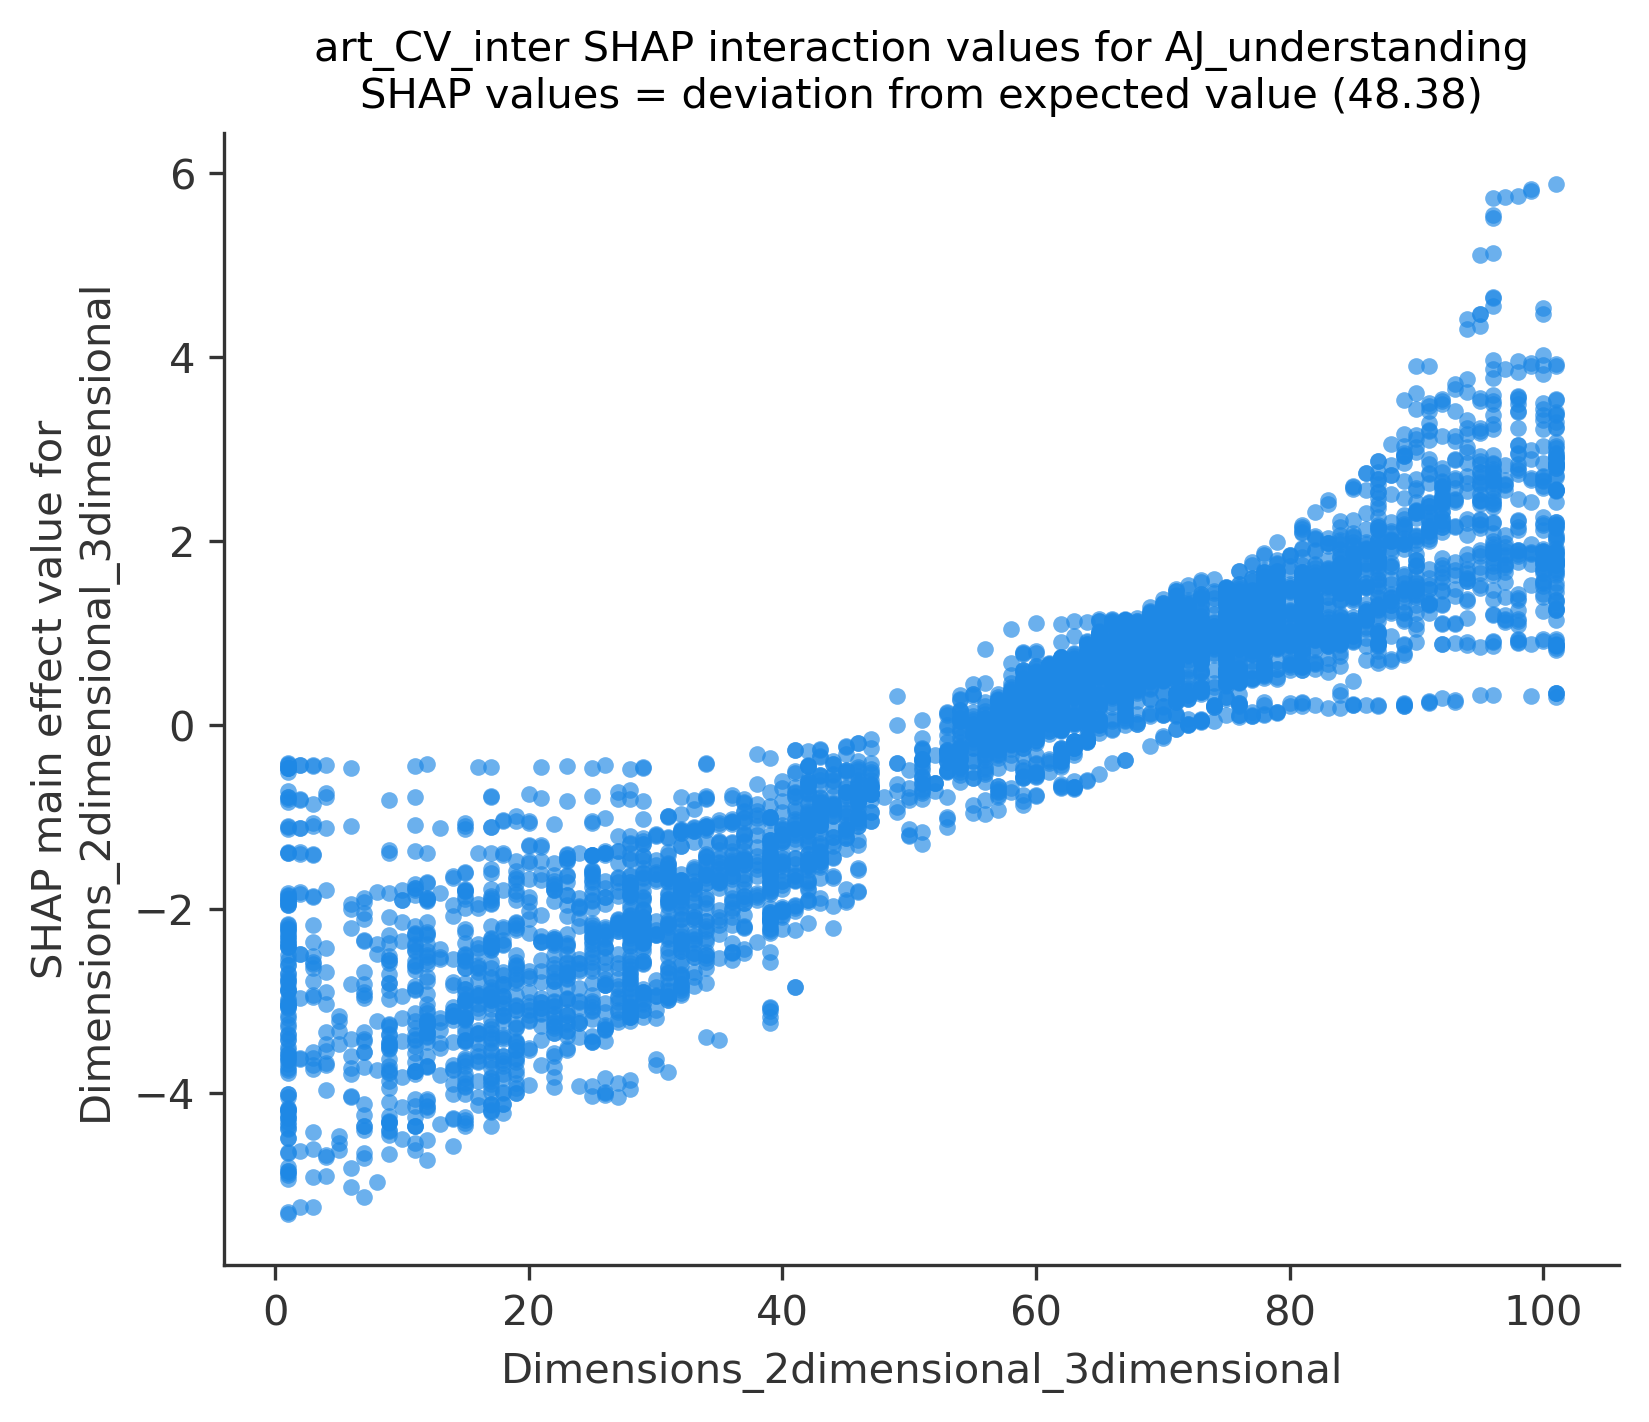 art_CV_inter SHAP interaction values for AJ_understanding
SHAP values = deviation from expected value (48.38)
SHAP main effect value for
Dimensions_2dimensional_3dimensional
6
4
2
0
−2
−4
0
20
40
60
80
100
Dimensions_2dimensional_3dimensional